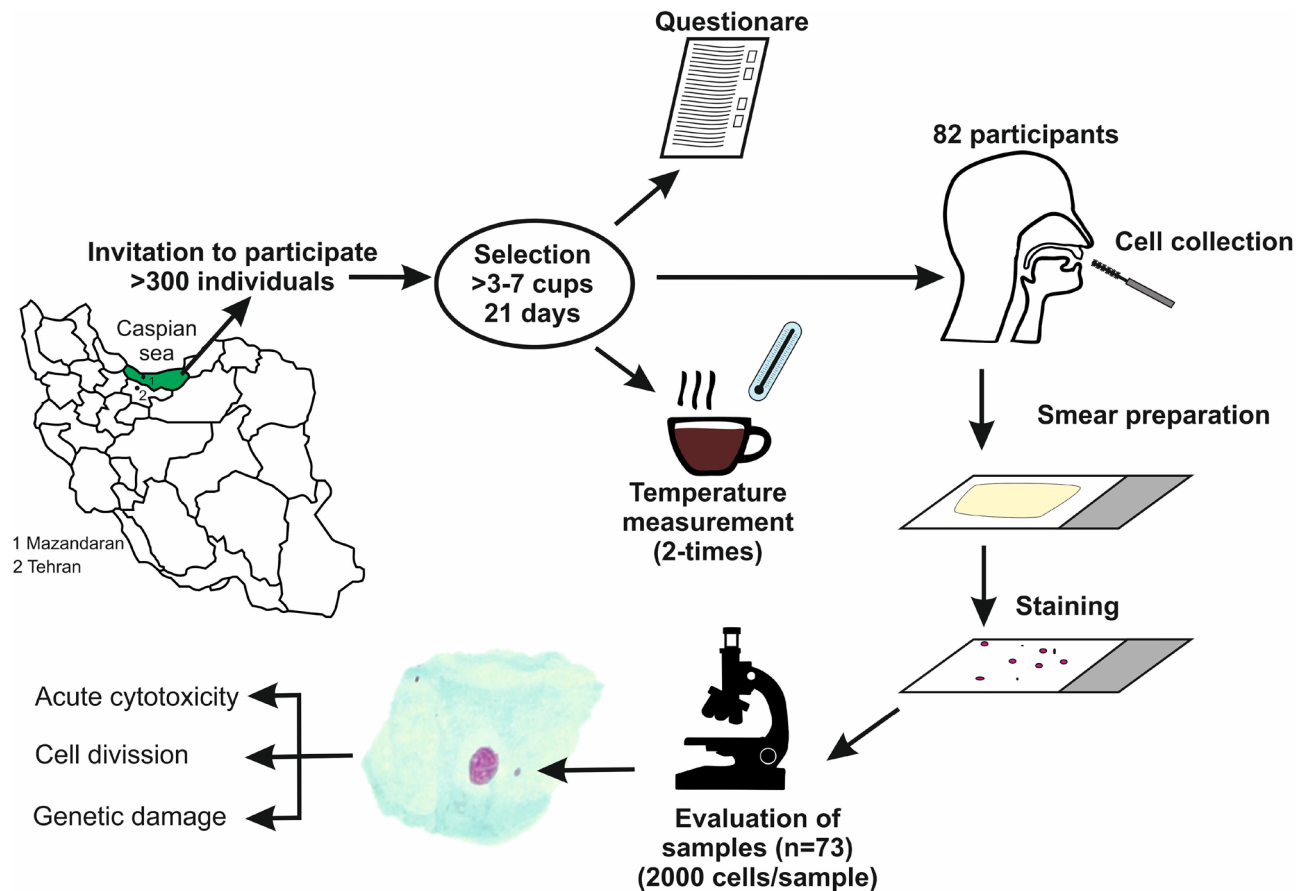 Questionare
82 participants
Cell collection
Invitation to participate
>300 individuals
Selection
>3-7 cups
21 days
Caspian
sea
1
2
1 Mazandaran
2 Tehran
Temperature
measurement
(2-times)
Smear preparation
Staining
Evaluation of
samples (n=73)
(2000 cells/sample)
Acute cytotoxicity
Cell divission
Genetic damage